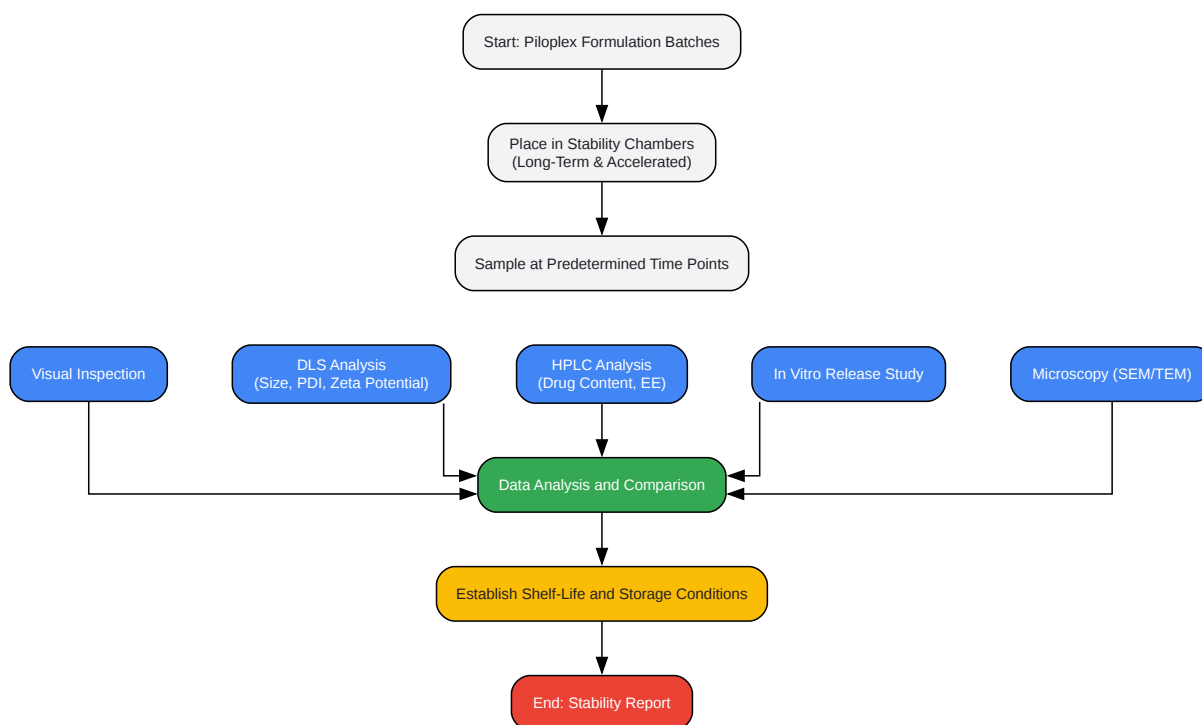 Start: Piloplex Formulation Batches
Place in Stability Chambers
(Long-Term & Accelerated)
Sample at Predetermined Time Points
Visual Inspection
DLS Analysis
(Size, PDI, Zeta Potential)
HPLC Analysis
(Drug Content, EE)
In Vitro Release Study
Microscopy (SEM/TEM)
Data Analysis and Comparison
Establish Shelf-Life and Storage Conditions
End: Stability Report